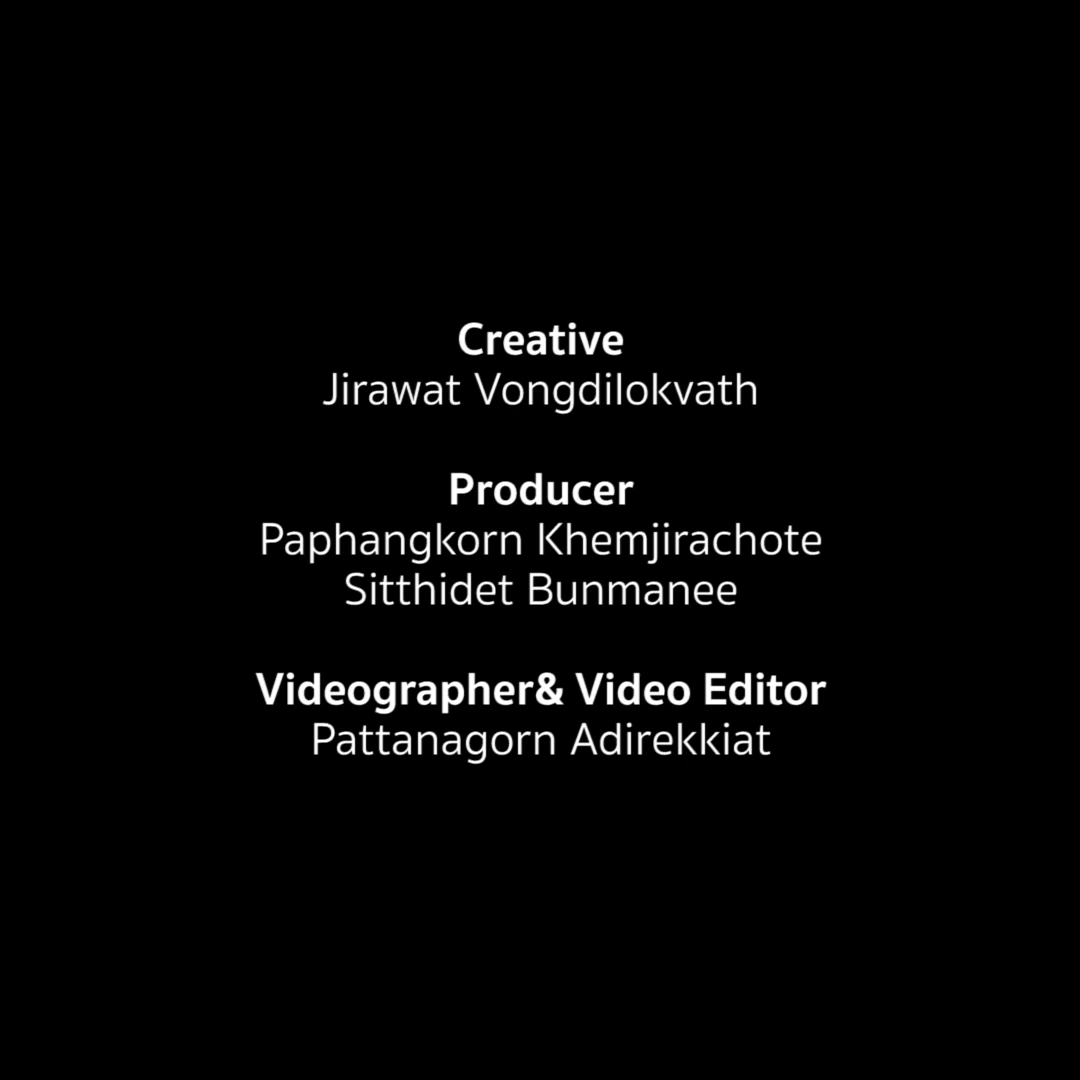 Creative
Jirawat Vongdilokvath
Producer
Paphangkorn Khemjirachote
Sitthidet Bunmanee
Videographer& Video Editor
Pattanagorn Adirekkiat